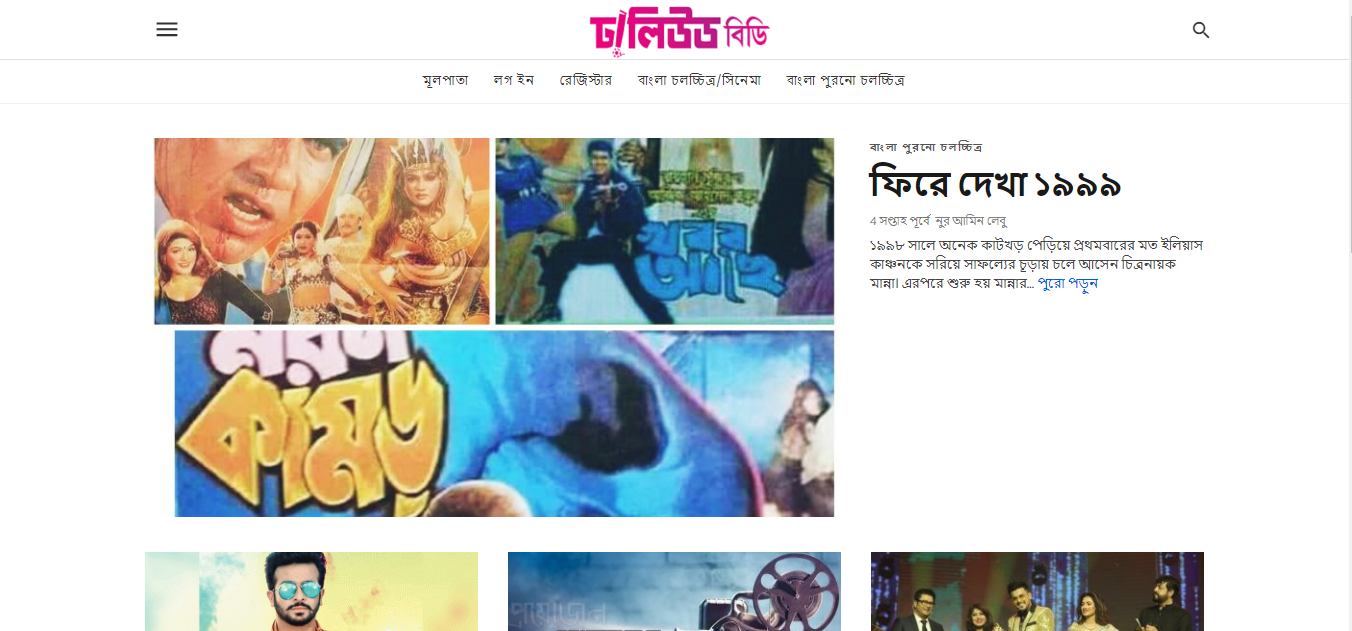 ঢালিউড বিডি
মূলপাতা লগ ইন রেজিস্টার বাংলা চলচ্চিত্র/সিনেমা বাংলা পুরনো চলচ্চিত্র
খবর
আছে
মরণ
কামড়
বাংলা পুরনো চলচ্চিত্র
ফিরে দেখা ১৯৯৯
4 সপ্তাহ পূর্বে নুর আমিন লেবু
১৯৯৮ সালে অনেক কাটখড় পেড়িয়ে প্রথমবারের মত ইলিয়াস
কাঞ্চনকে সরিয়ে সাফল্যের চূড়ায় চলে আসেন চিত্রনায়ক
মান্না। এরপরে শুরু হয় মান্নার... পুরো পড়ুন